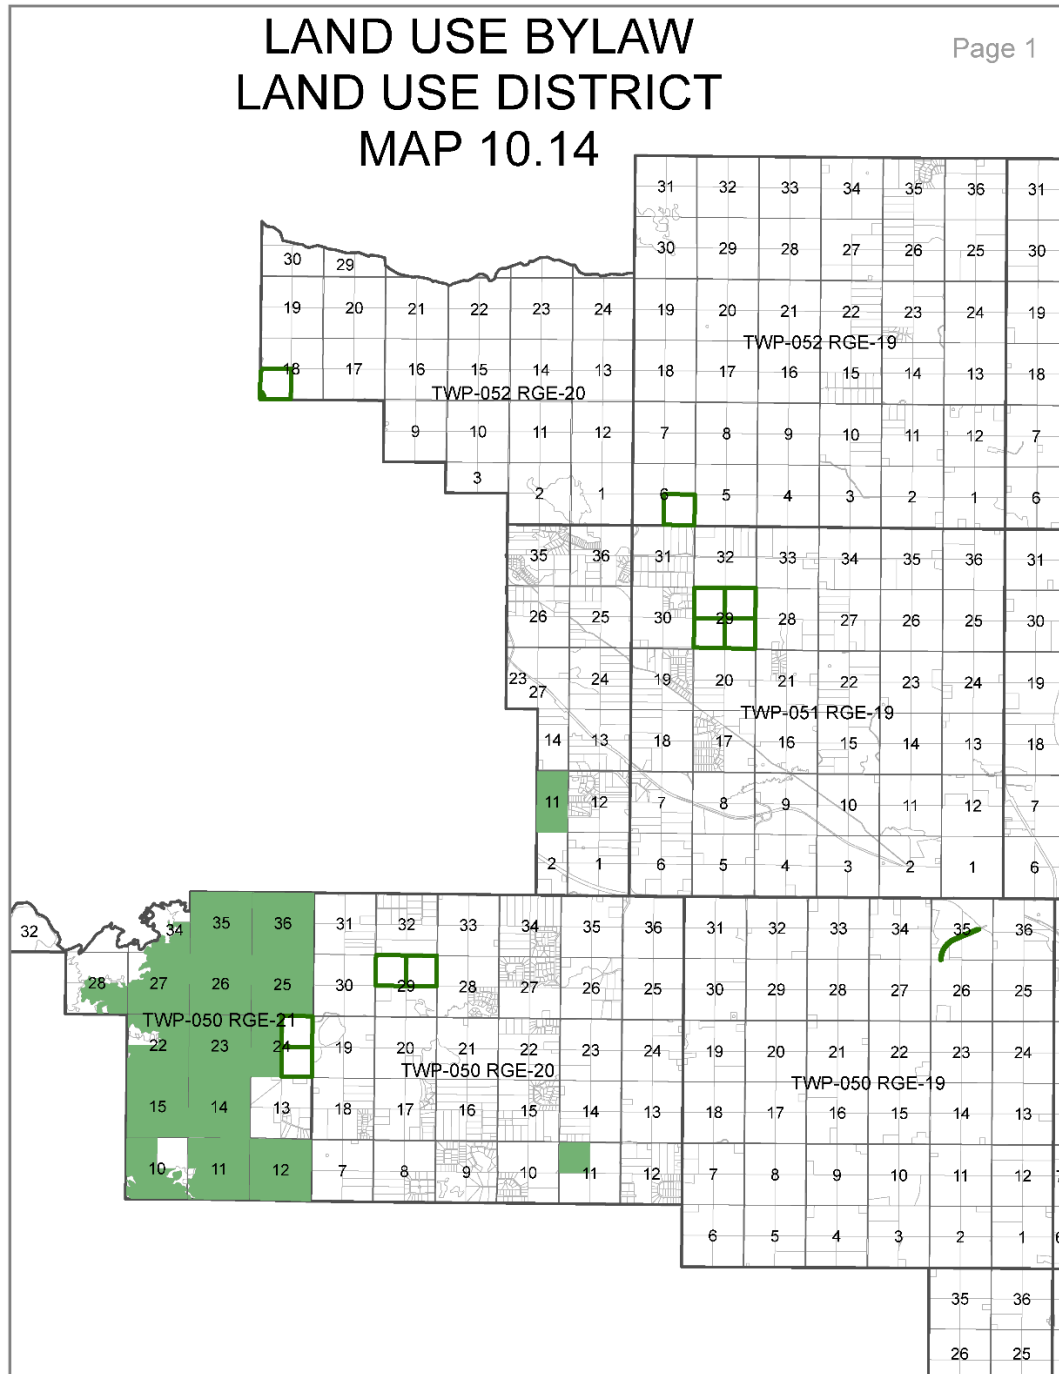 LAND USE BYLAW
Page 1
LAND USE DISTRICT
MAP 10.14
31 32 33 34 35 36 31
30 29 28 27 26 25 30
30 29
19 20 21 22 23 24 19 20 21 22 23 24 19
TWP-052 RGE-19
18 17 16 15 14 13 18 17 16 15 14 13 18
TWP-052 RGE-20
9 10 11 12 7 8 9 10 11 12 7
3
2 1 6 5 4 3 2 1 6
35 36 31 32 33 34 35 36 31
26 25 30 29 28 27 26 25 30
23 27 24 19 20 21 22 23 24 19
TWP-051 RGE-19
14 13 18 17 16 15 14 13 18
11 12 7 8 9 10 11 12 7
2 1 6 5 4 3 2 1 6
32 34 35 36 31 32 33 34 35 36 31 32 33 34 35 36
28 27 26 25 30 29 28 27 26 25 30 29 28 27 26 25
TWP-050 RGE-21
22 23 24 19 20 21 22 23 24 19 20 21 22 23 24
TWP-050 RGE-20
TWP-050 RGE-19
15 14 13 18 17 16 15 14 13 18 17 16 15 14 13
10 11 12 7 8 9 10 11 12 7 8 9 10 11 12
6 5 4 3 2 1
35 36
26 25